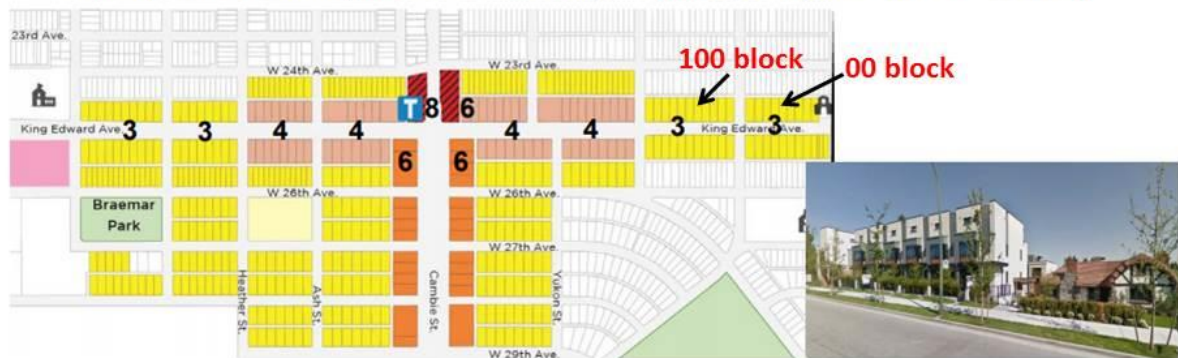 23rd Ave.
W 24th Ave.
W 23rd Ave.
100 block
00 block
T
8
6
King Edward Ave.
3
3
4
4
4
4
3
King Edward Ave.
3
6
6
W 26th Ave.
W 26th Ave.
Braemar
Park
W 27th Ave.
Heather St.
Ash St.
Cambie St.
Yukon St.
W 29th Ave.